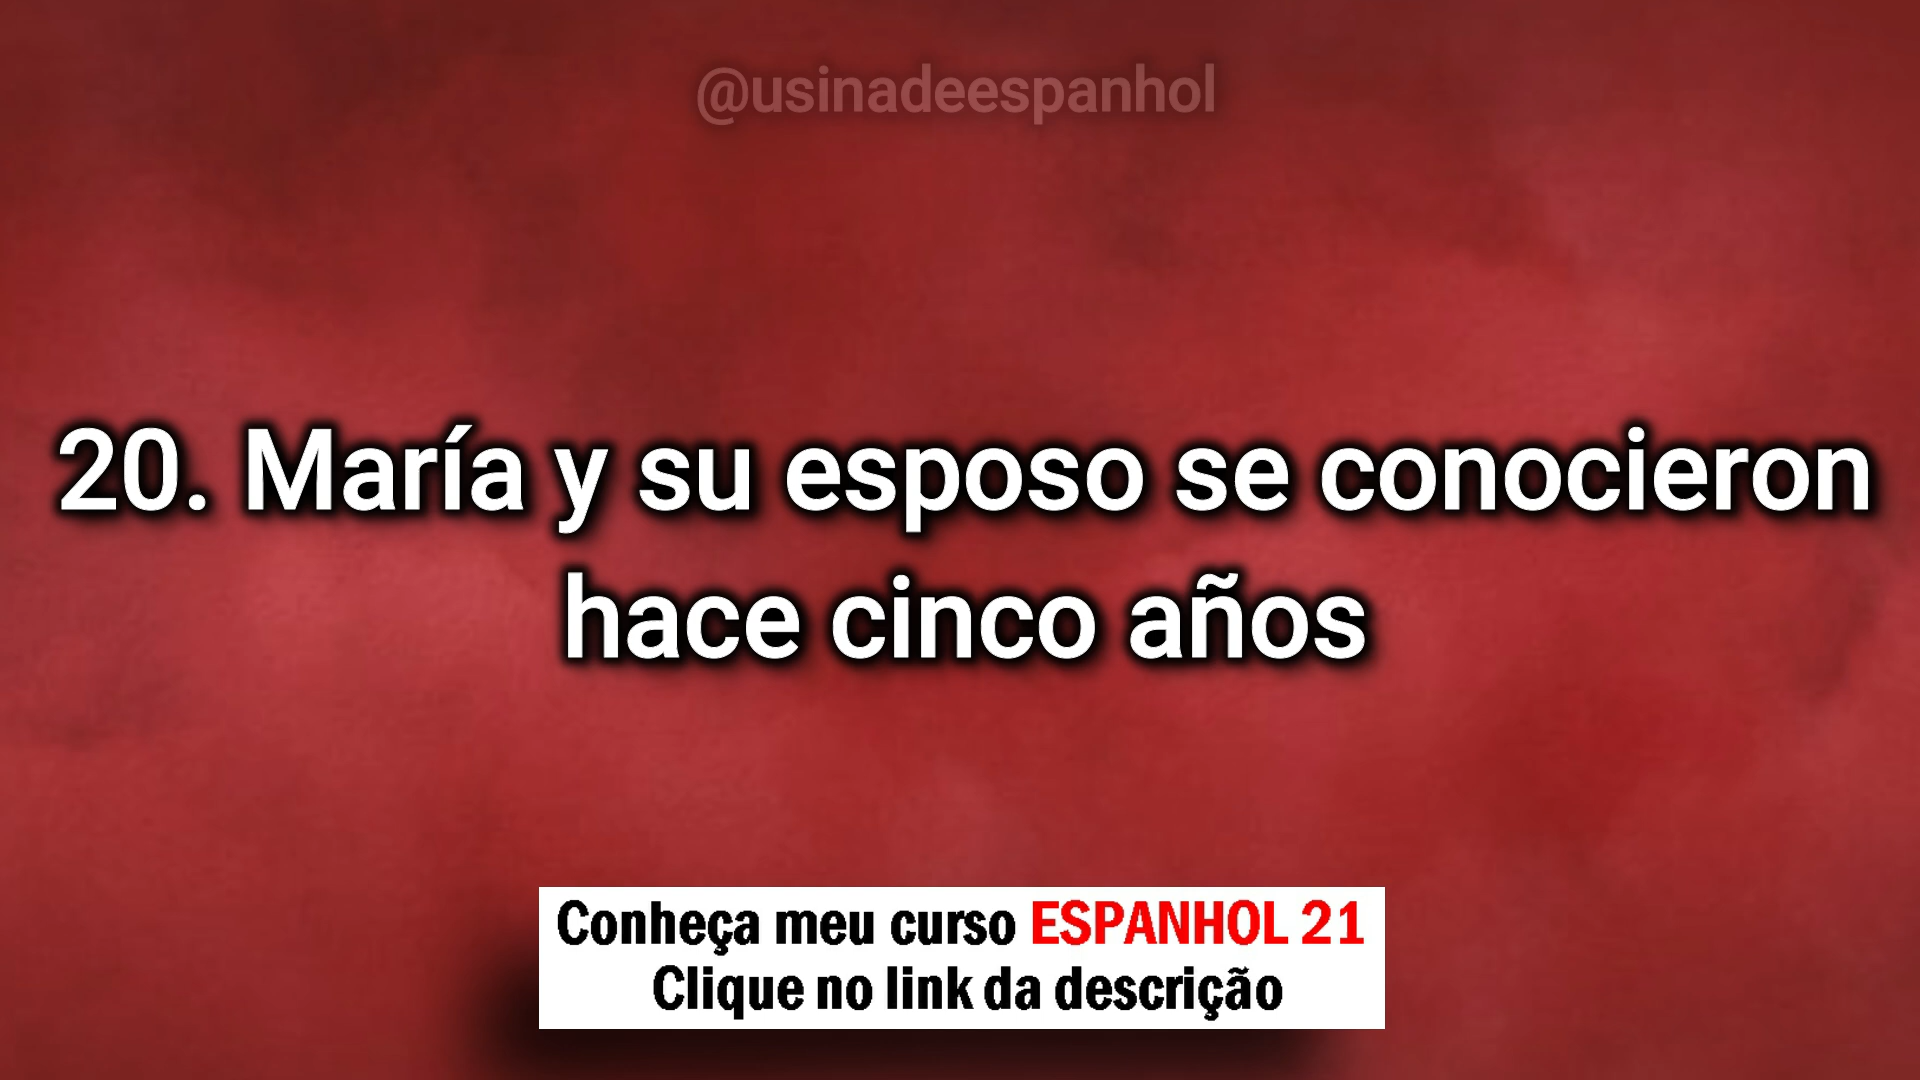 @usinadeespanhol
20. María y su esposo se conocieron
hace cinco años
Conheça meu curso ESPANHOL 21
Clique no link da descrição